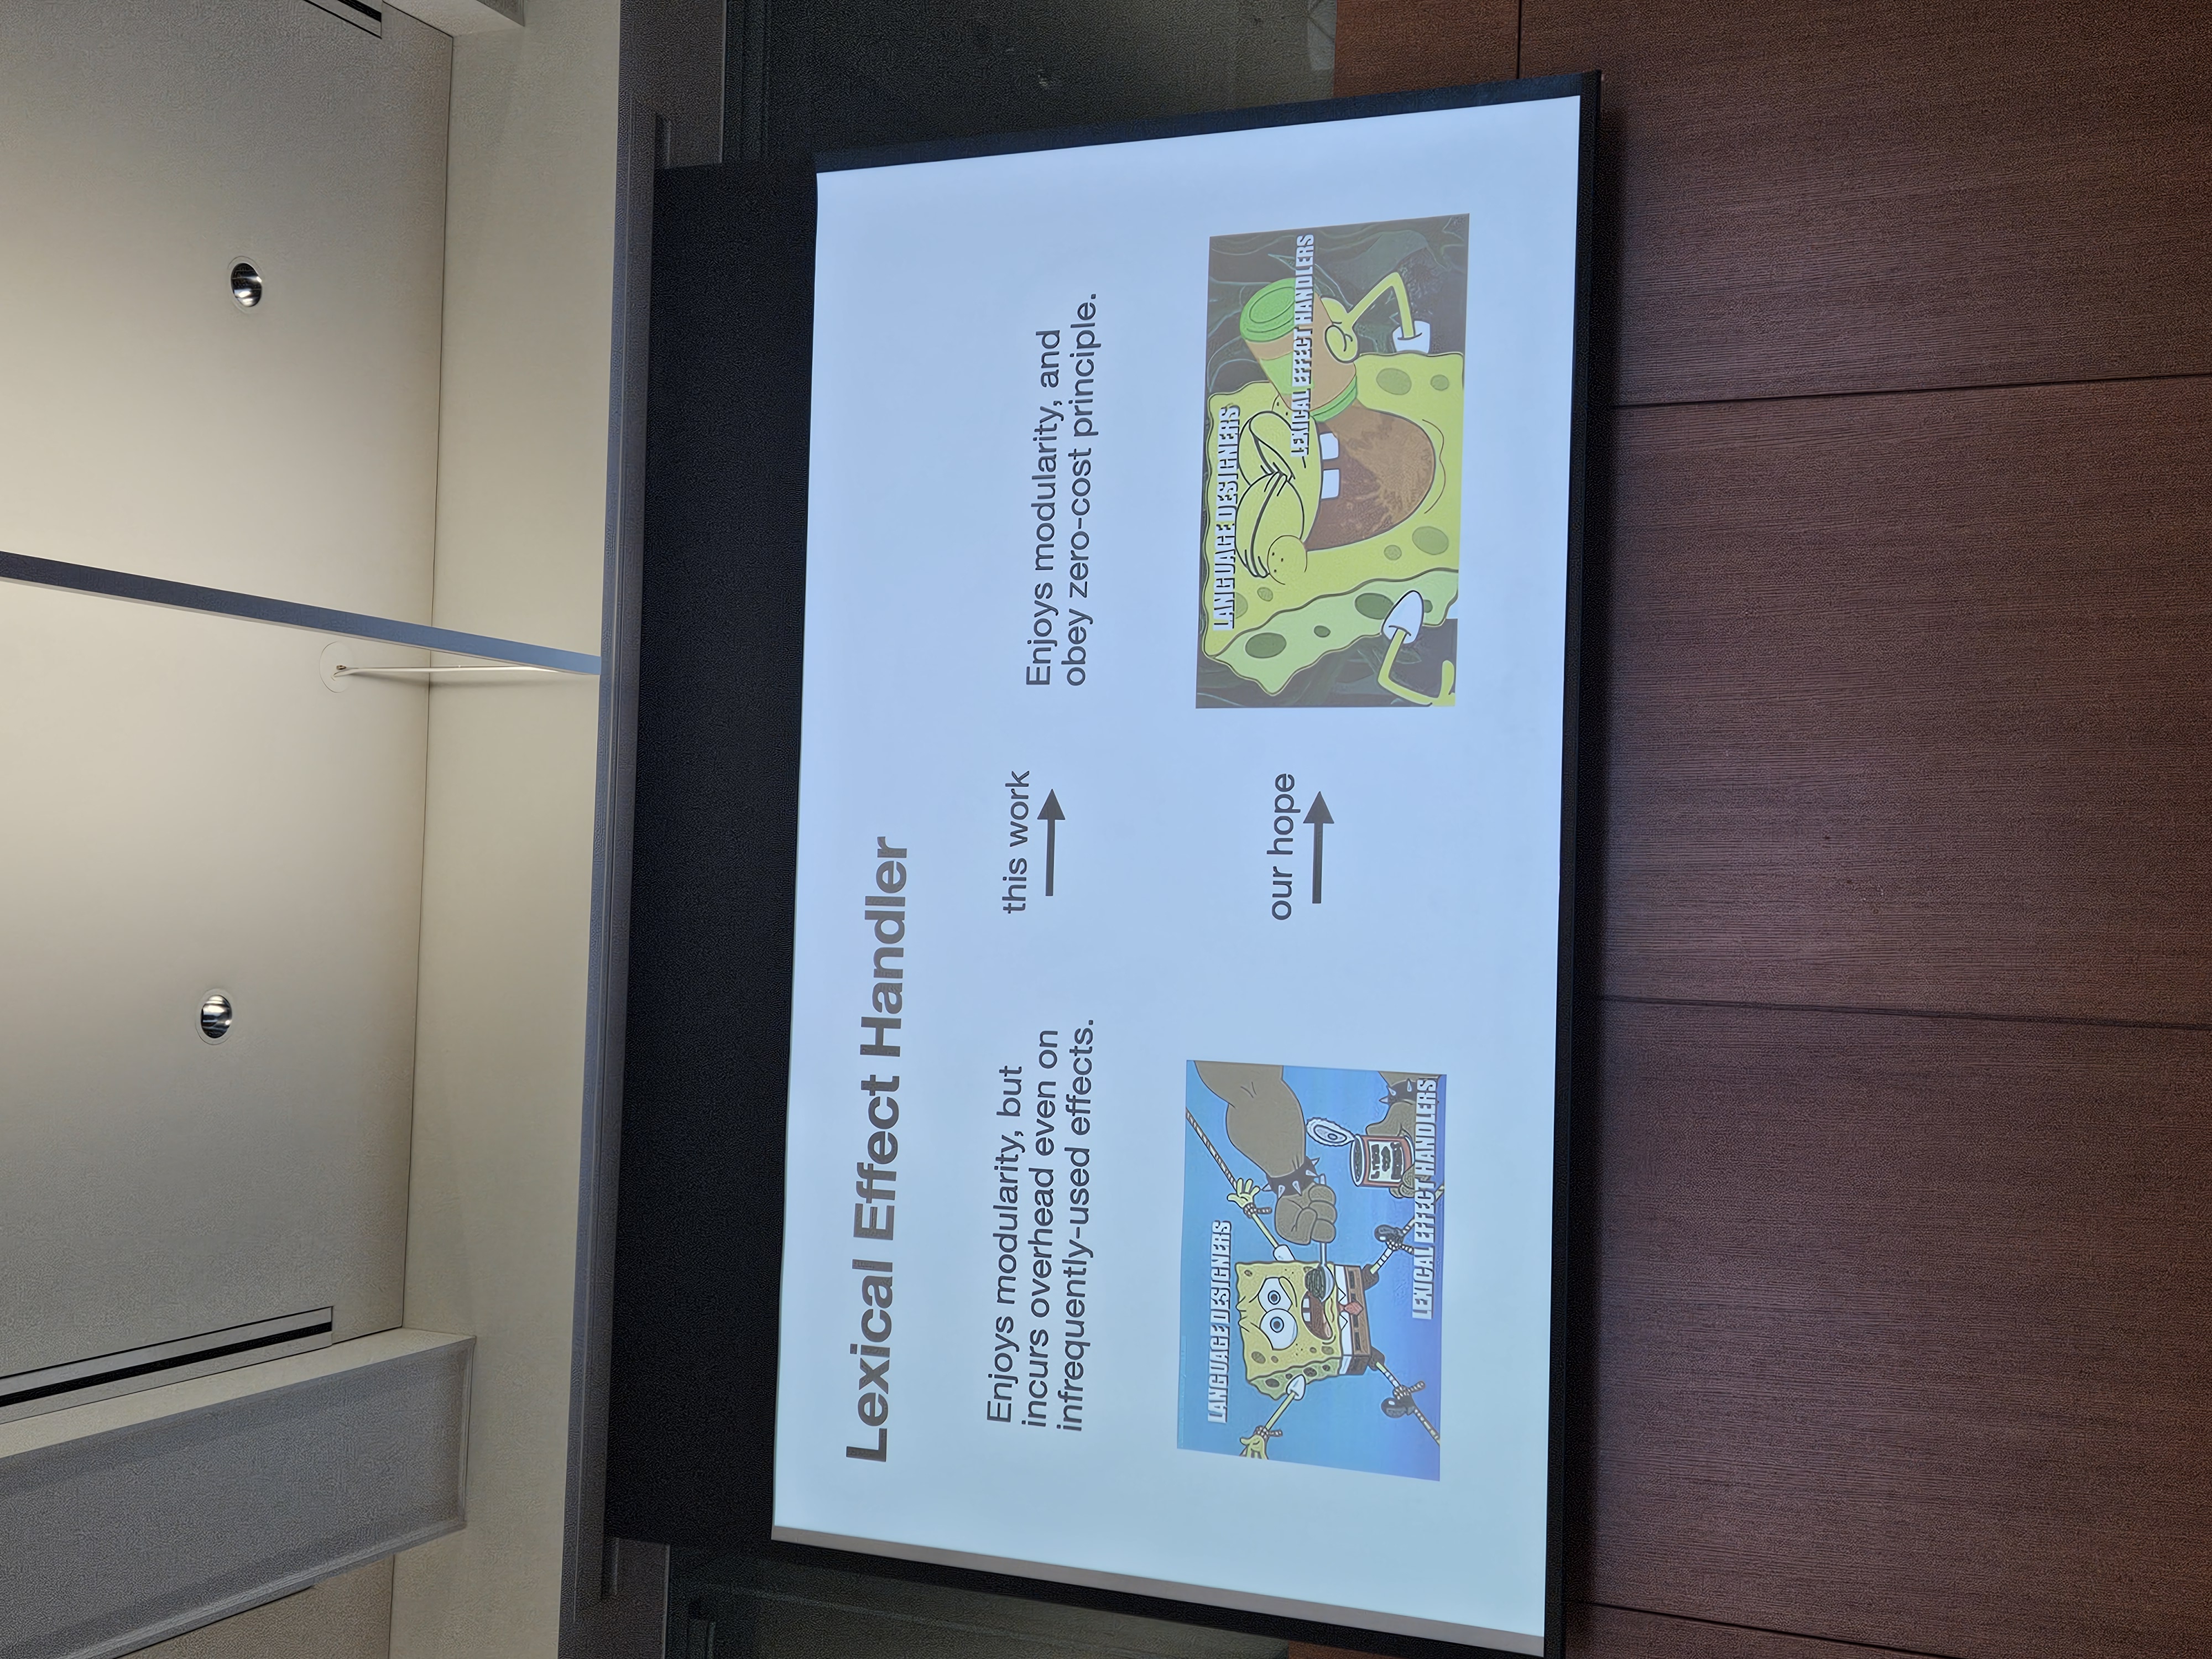 Lexical Effect Handler
Enjoys modularity, but
incurs overhead even on
infrequently-used effects.
this work
Enjoys modularity, and
obey zero-cost principle.
LANGUAGE DESIGNERS
LEXICAL EFFECT HANDLERS
our hope
LANGUAGE DESIGNERS
LEXICAL EFFECT HANDLERS